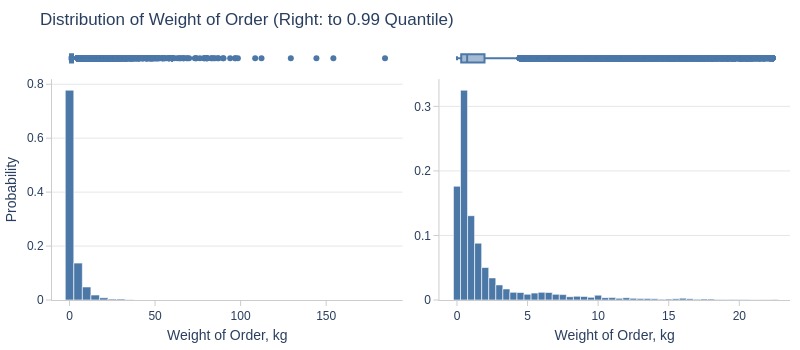 Distribution of Weight of Order (Right: to 0.99 Quantile)
Probability
0.8
0.6
0.4
0.2
0
0 50 100 150
Weight of Order, kg
0.3
0.2
0.1
0
0 5 10 15 20
Weight of Order, kg